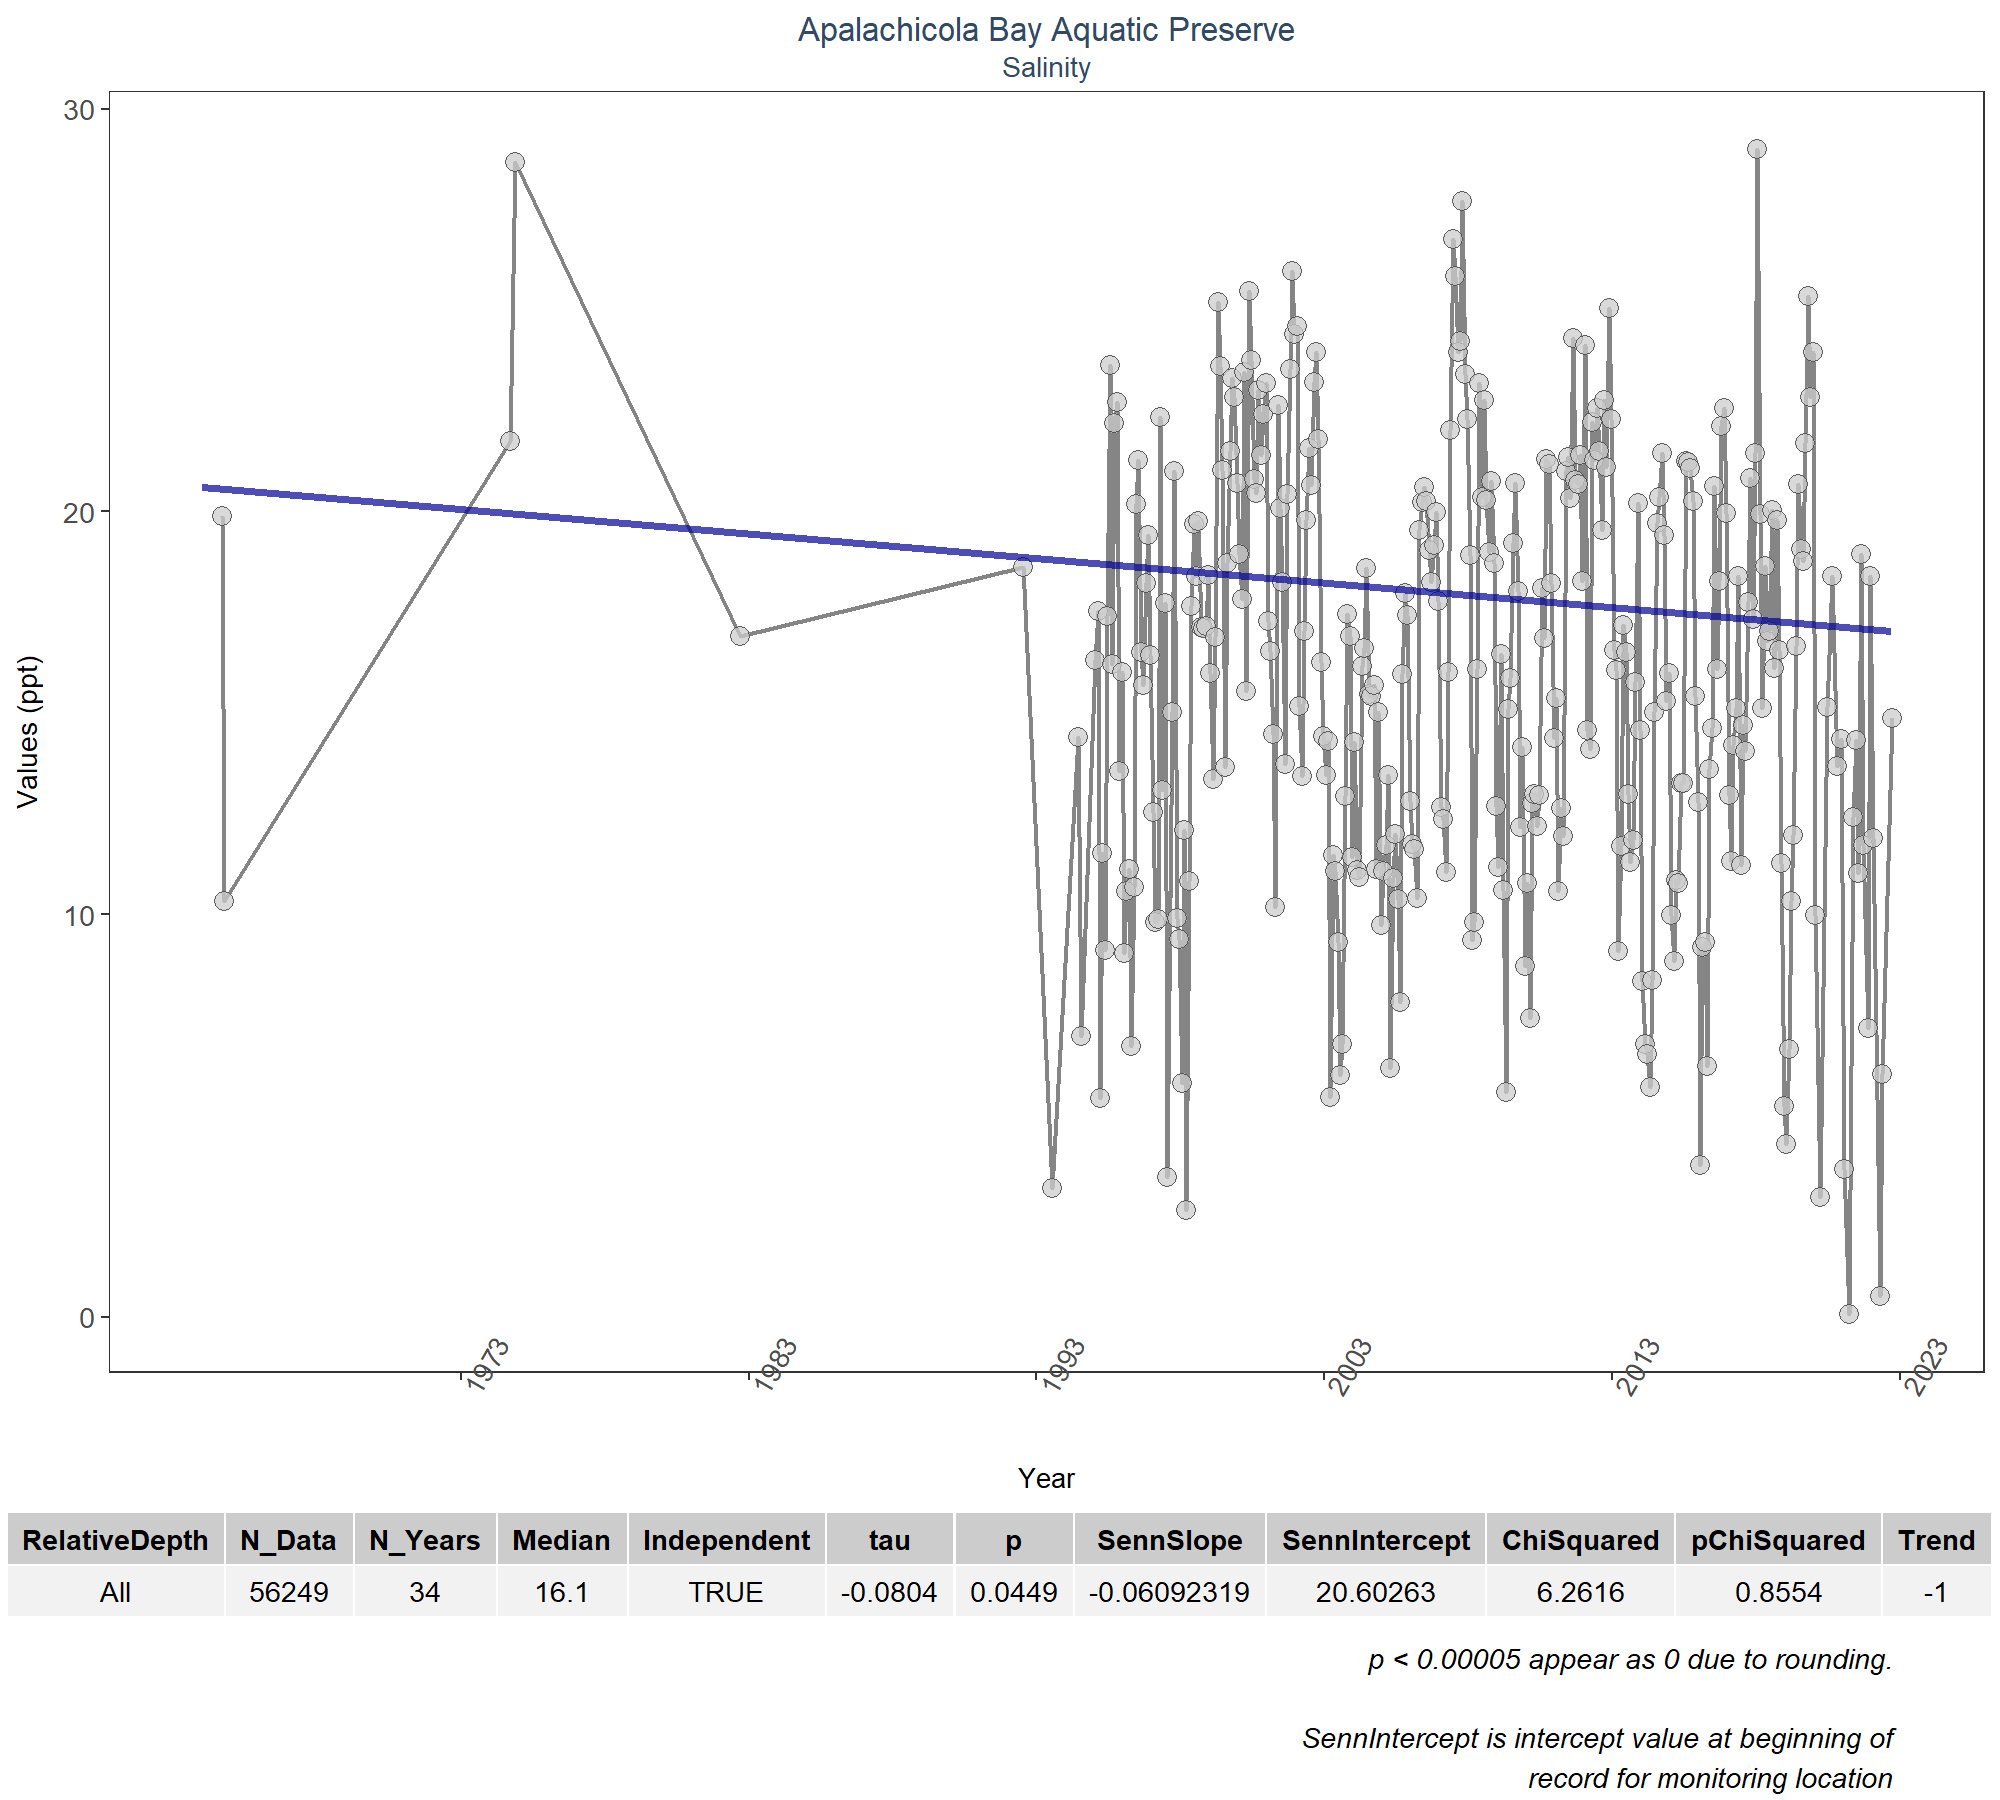 Apalachicola Bay Aquatic Preserve
Salinity
30
20
10
0
Values (ppt)
1973
1983
1993
2003
2013
2023
Year
RelativeDepth N_Data N_Years Median Independent tau p SennSlope SennIntercept ChiSquared pChiSquared Trend
All 56249 34 16.1 TRUE -0.0804 0.0449 -0.06092319 20.60263 6.2616 0.8554 -1
p < 0.00005 appear as 0 due to rounding.
SennIntercept is intercept value at beginning of
record for monitoring location